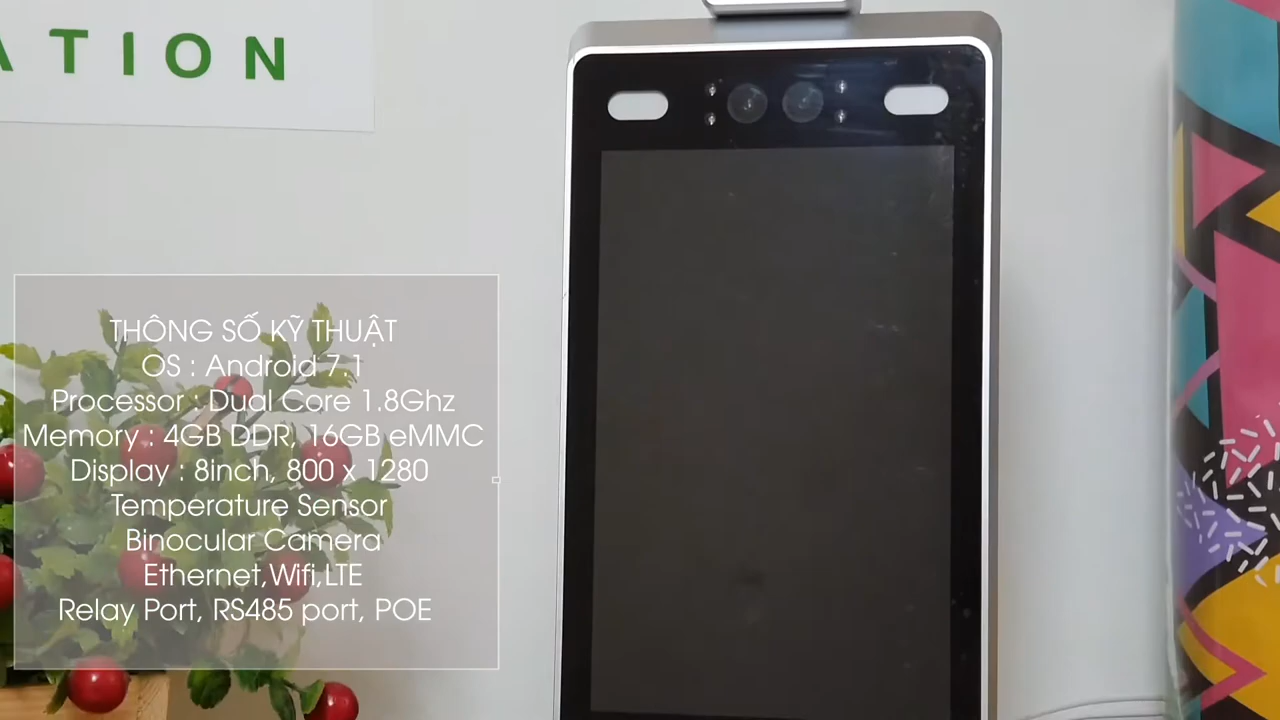 ATION
THÔNG SỐ KỸ THUẬT
OS : Android 7.1
Processor : Dual Core 1.8Ghz
Memory : 4GB DDR, 16GB eMMC
Display : 8inch, 800 x 1280
Temperature Sensor
Binocular Camera
Ethernet,Wifi,LTE
Relay Port, RS485 port, POE